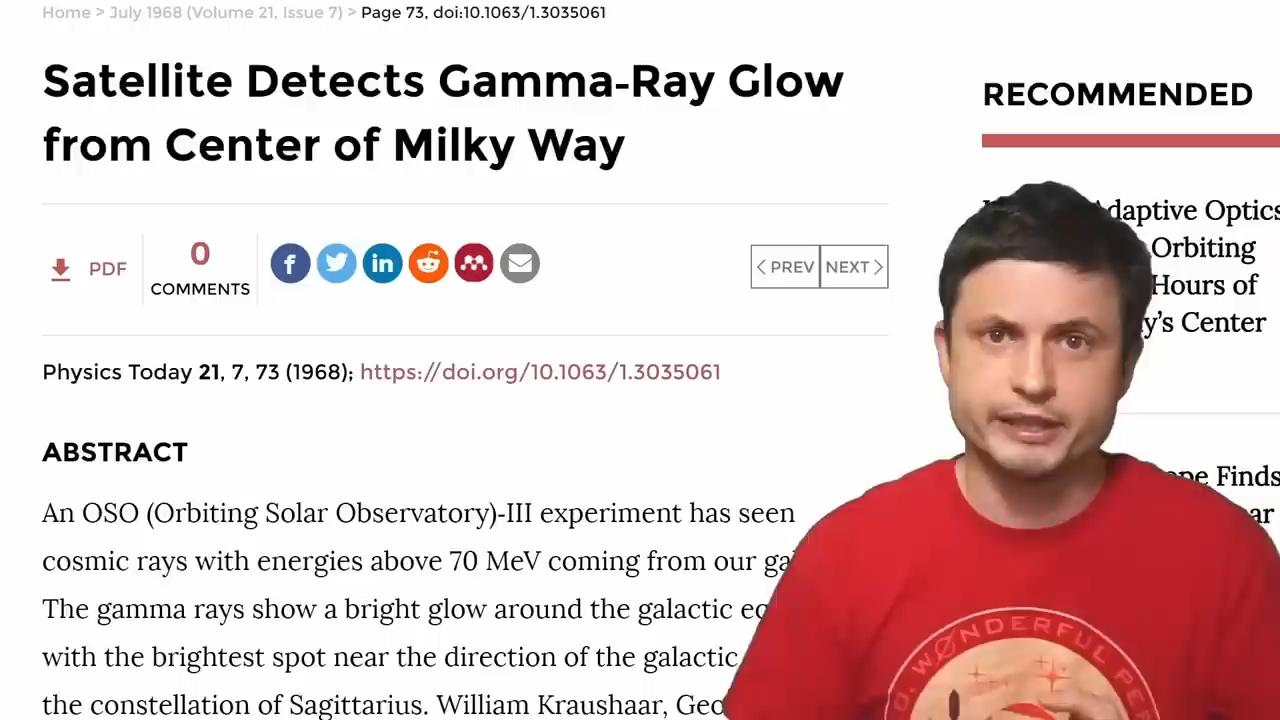 Home > July 1968 (Volume 21, Issue 7) > Page 73, doi:10.1063/1.3035061
Satellite Detects Gamma-Ray Glow
from Center of Milky Way
PDF
0
COMMENTS
f
in
PREV
NEXT
Physics Today 21, 7, 73 (1968); https://doi.org/10.1063/1.3035061
ABSTRACT
An OSO (Orbiting Solar Observatory)-III experiment has seen
cosmic rays with energies above 70 MeV coming from our
The gamma rays show a bright glow around the galactic
with the brightest spot near the direction of the galactic
the constellation of Sagittarius. William Kraushaar,
RECOMMENDED
Adaptive Optics
Orbiting
Hours of
Center
Finds
WØNDERFUL